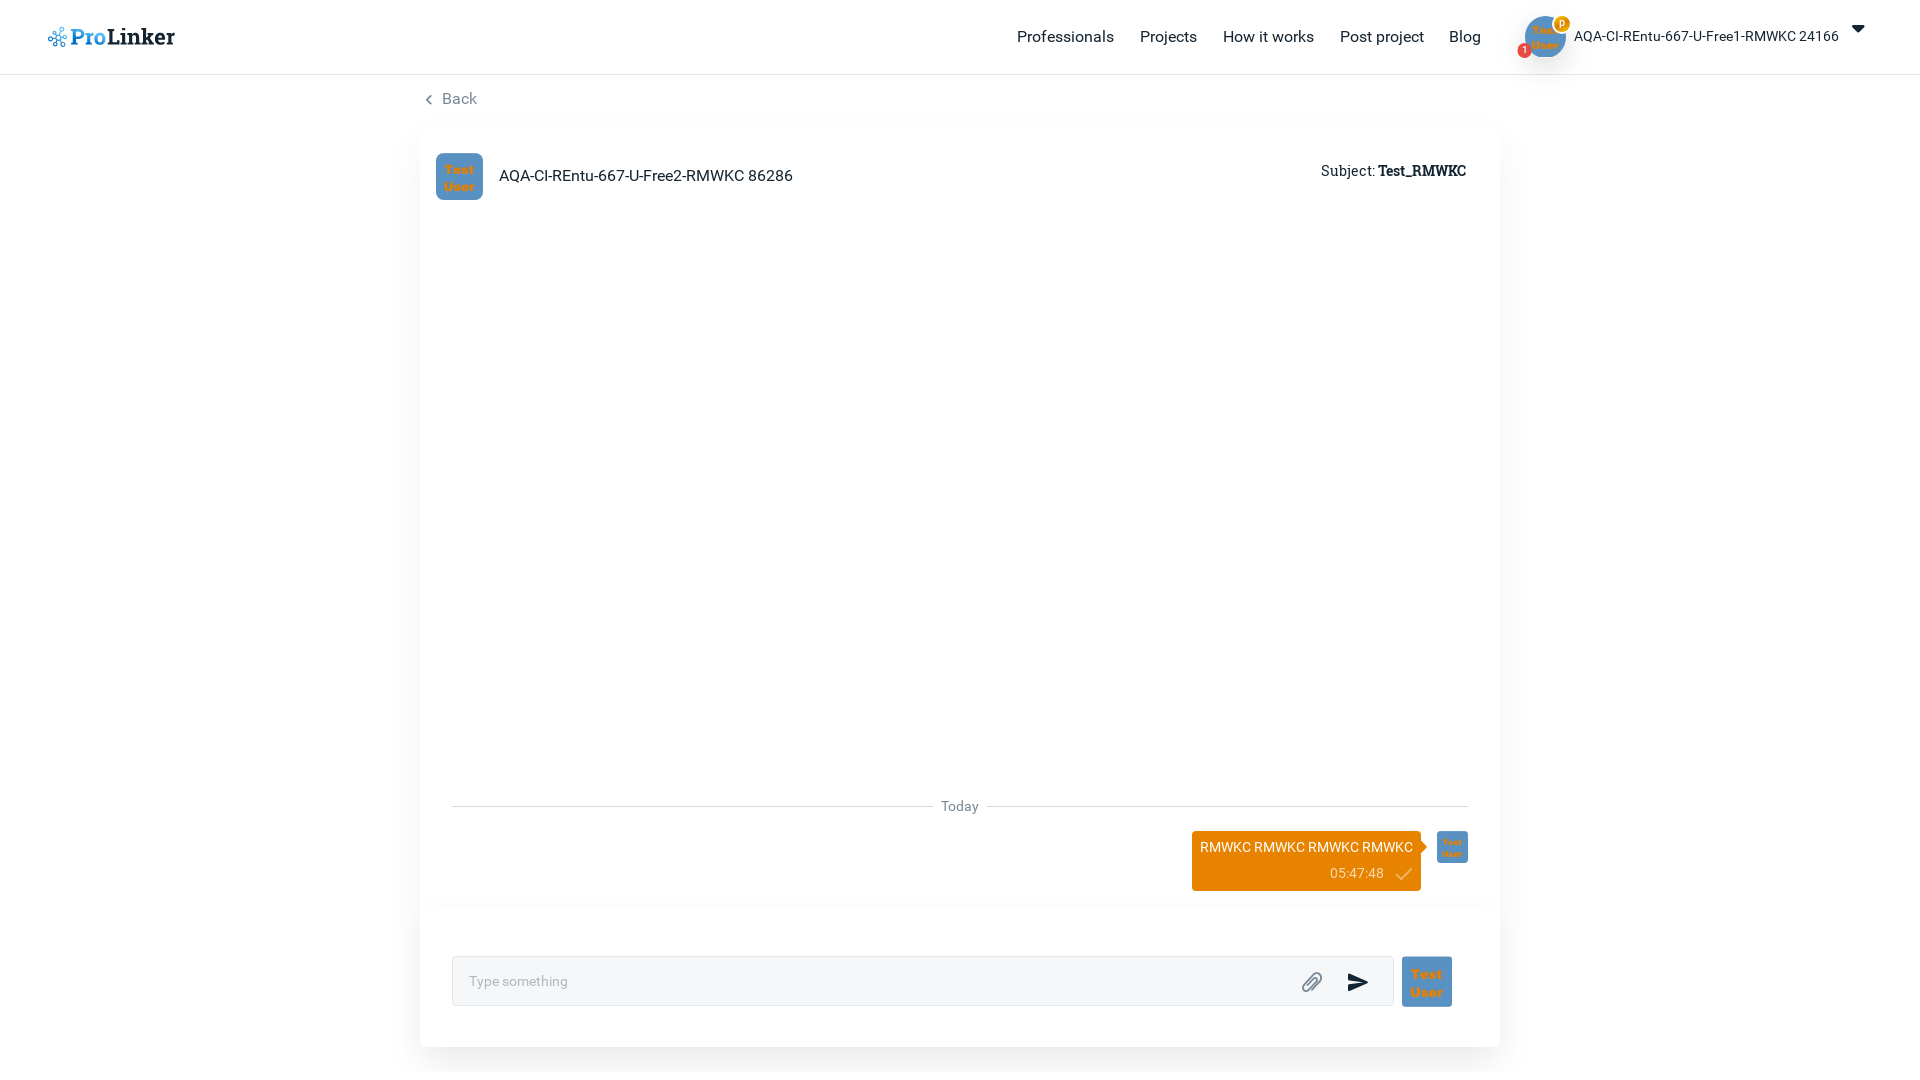 ProLinker
Professionals
Projects
How it works
Post project
Blog
Test
User
p
1
AQA-CI-REntu-667-U-Free1-RMWKC 24166
Back
Test
User
AQA-CI-REntu-667-U-Free2-RMWKC 86286
Subject: Test_RMWKC
Today
RMWKC RMWKC RMWKC RMWKC
05:47:48
Test
User
Type something
Test
User